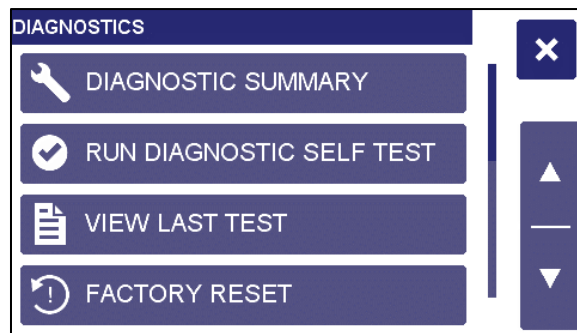 DIAGNOSTICS
DIAGNOSTIC SUMMARY
RUN DIAGNOSTIC SELF TEST
VIEW LAST TEST
FACTORY RESET